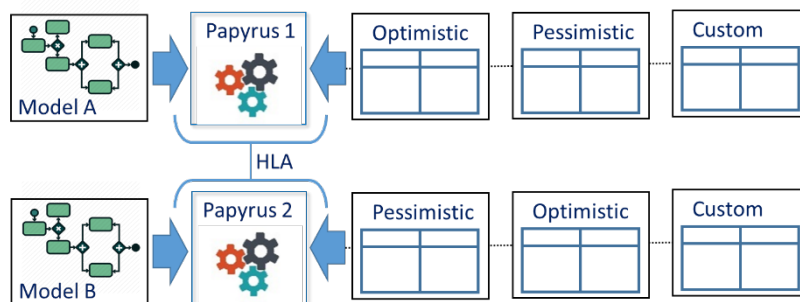 Papyrus 1
Optimistic
Pessimistic
Custom
Model A
HLA
Papyrus 2
Pessimistic
Optimistic
Custom
Model B